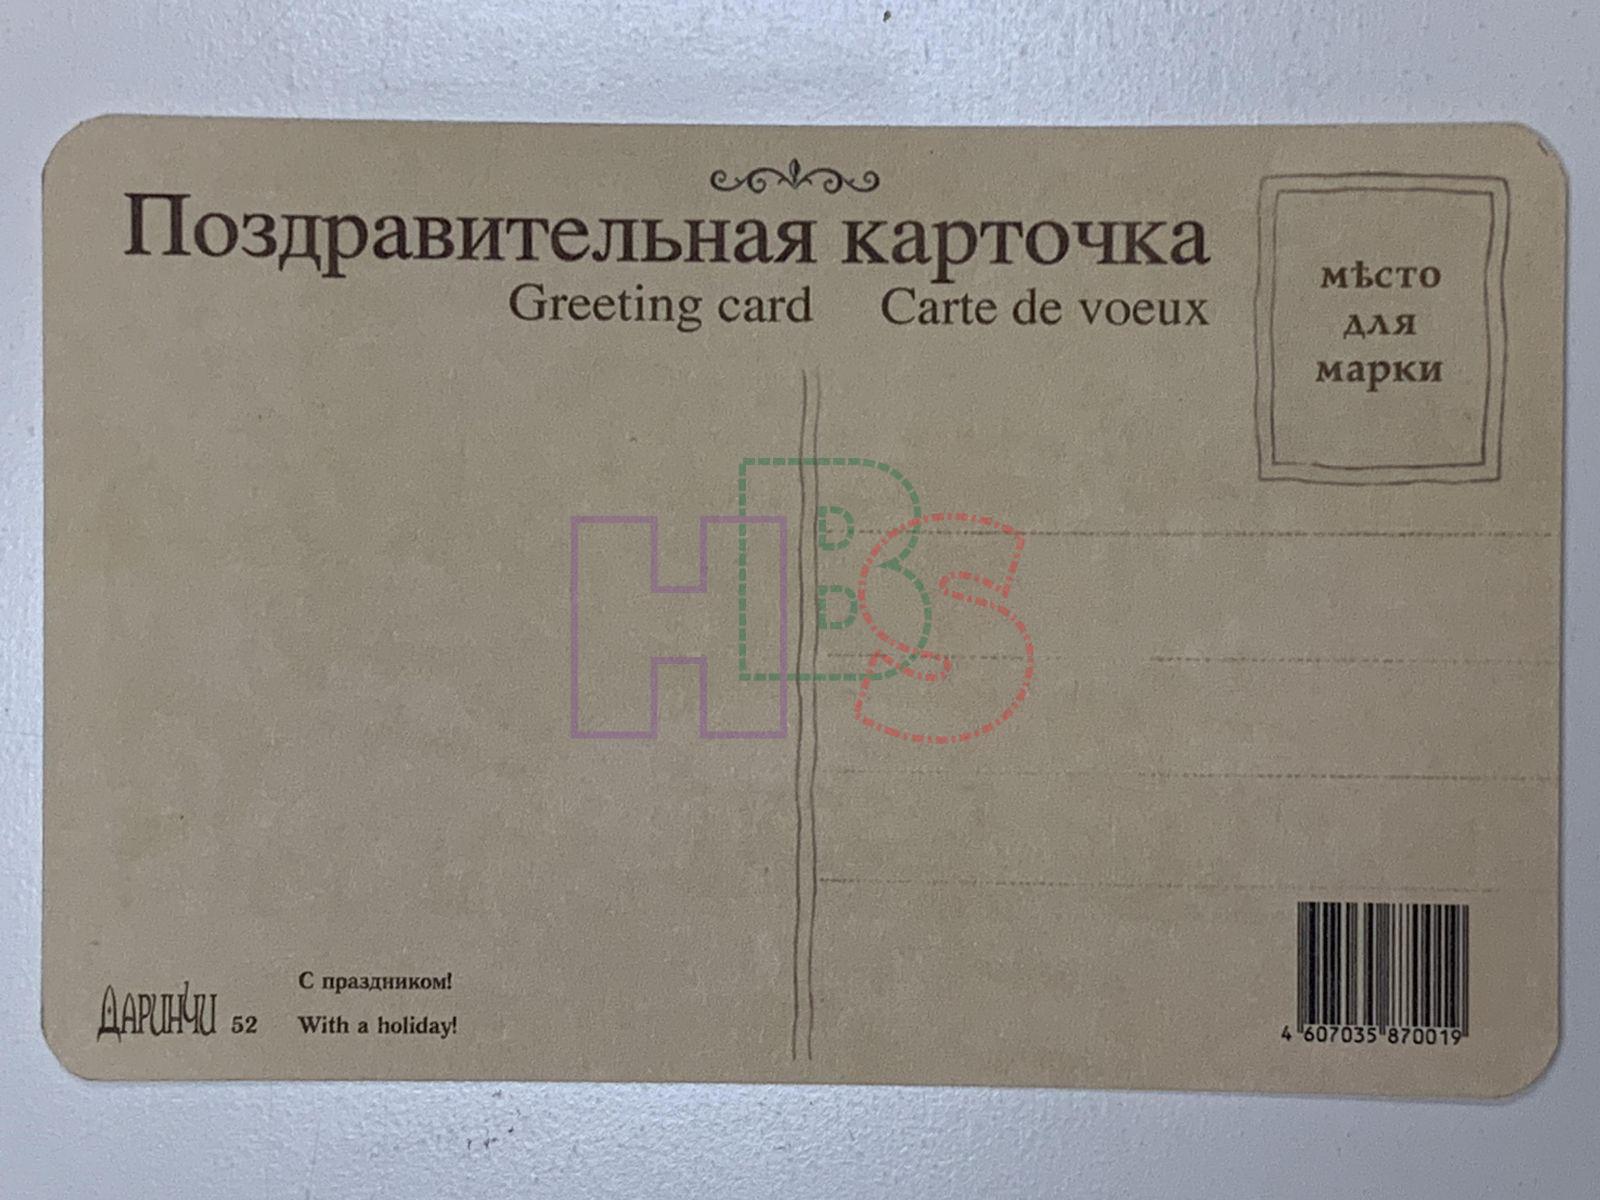 Поздравительная карточка
Greeting card Carte de voeux
мѣсто
для
марки
HBS
С праздником!
ДАРИНЧИ 52 With a holiday!
4 607035 870019